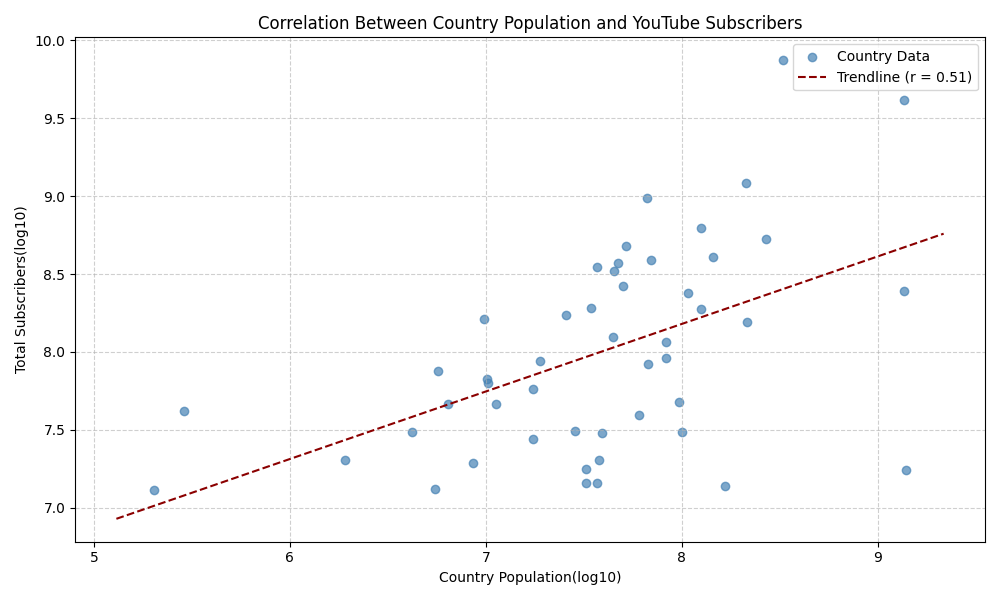 Correlation Between Country Population and YouTube Subscribers
Country Data
Trendline (r = 0.51)
Total Subscribers(log10)
10.0
9.5
9.0
8.5
8.0
7.5
7.0
5
6
7
8
9
Country Population(log10)